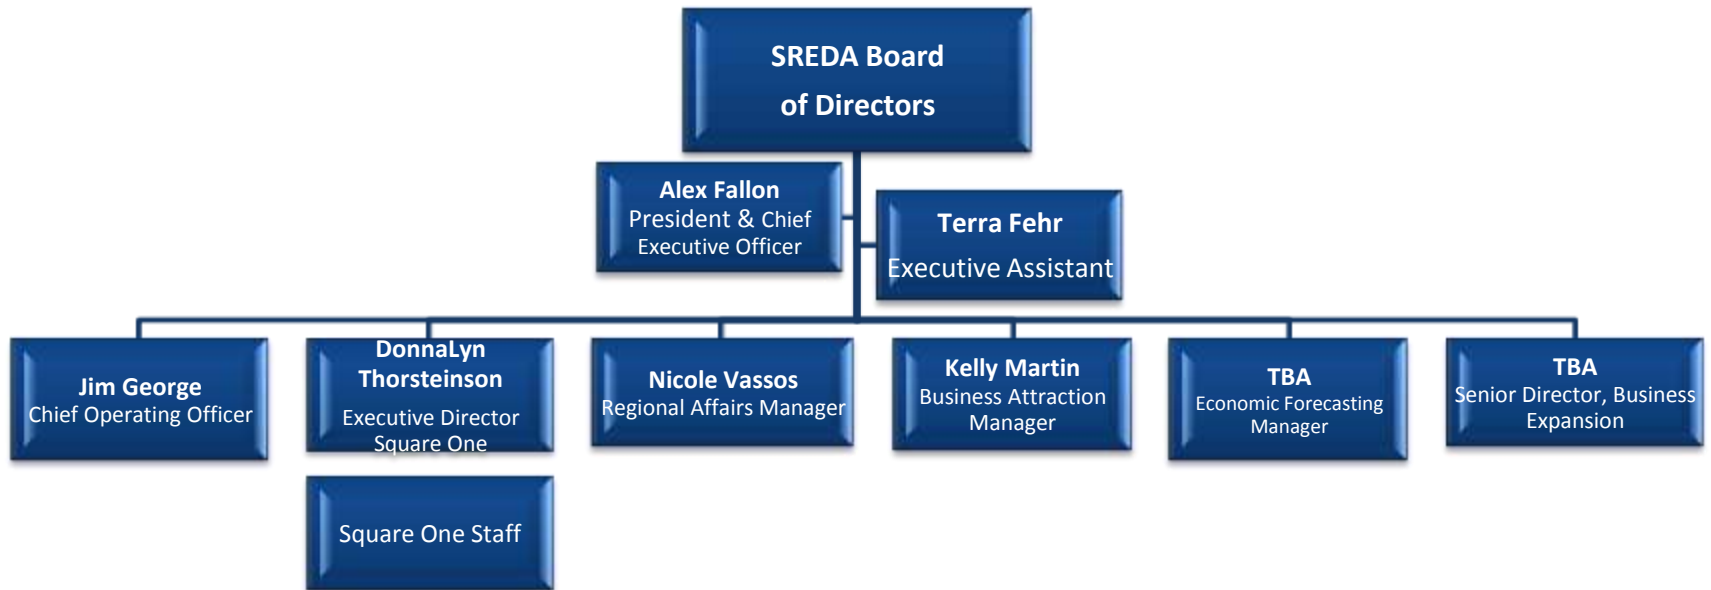 SREDA Board
of Directors
Alex Fallon
President & Chief
Executive Officer
Terra Fehr
Executive Assistant
Jim George
Chief Operating Officer
DonnaLyn
Thorsteinson
Executive Director
Square One
Nicole Vassos
Regional Affairs Manager
Kelly Martin
Business Attraction
Manager
TBA
Economic Forecasting
Manager
TBA
Senior Director, Business
Expansion
Square One Staff